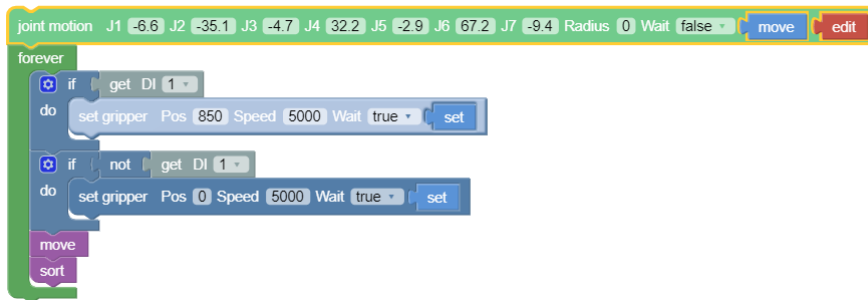 joint motion J1 -6.6 J2 -35.1 J3 -4.7 J4 32.2 J5 -2.9 J6 67.2 J7 -9.4 Radius 0 Wait false move edit
forever
if get DI 1
do set gripper Pos 850 Speed 5000 Wait true set
if not get DI 1
do set gripper Pos 0 Speed 5000 Wait true set
move
sort